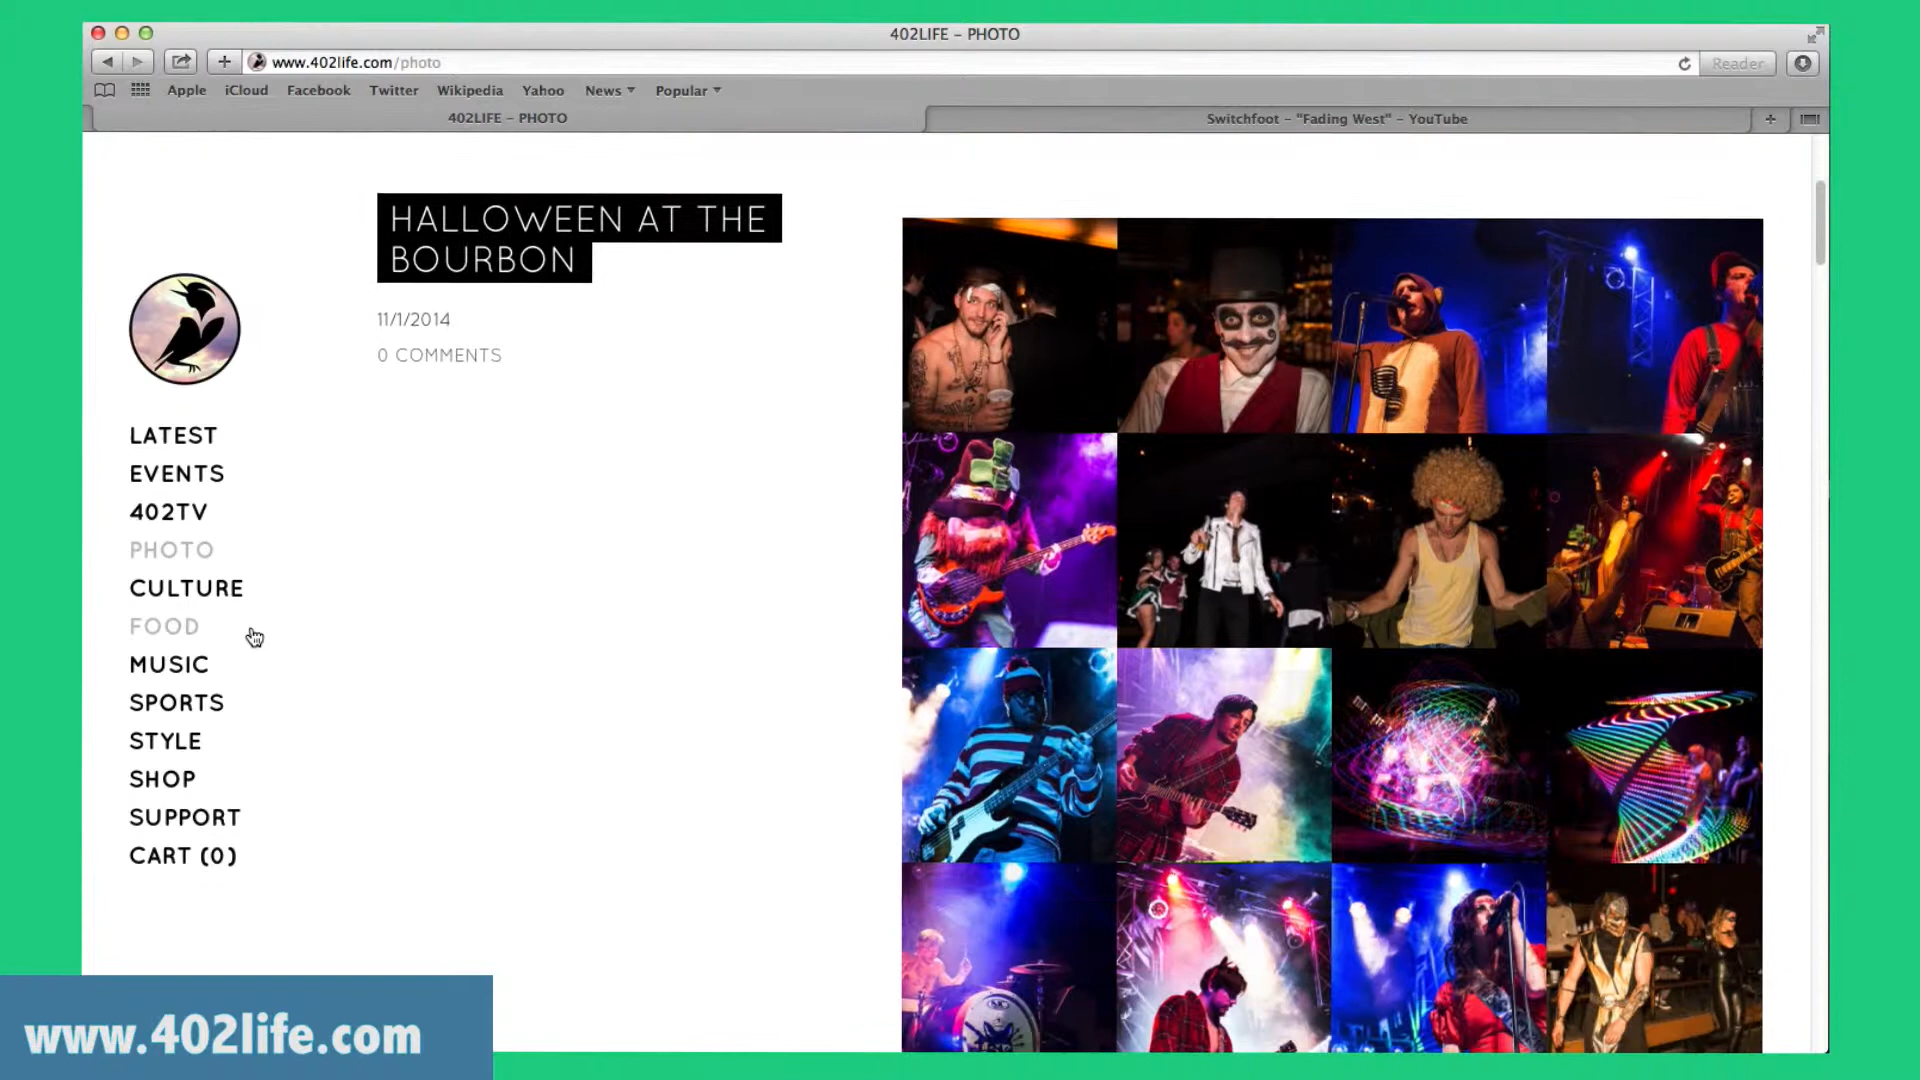 402LIFE – PHOTO
www.402life.com/photo
Reader
Apple iCloud Facebook Twitter Wikipedia Yahoo News Popular
402LIFE – PHOTO
Switchfoot – "Fading West" – YouTube
HALLOWEEN AT THE
BOURBON
11/1/2014
0 COMMENTS
LATEST
EVENTS
402TV
PHOTO
CULTURE
FOOD
MUSIC
SPORTS
STYLE
SHOP
SUPPORT
CART (0)
www.402life.com